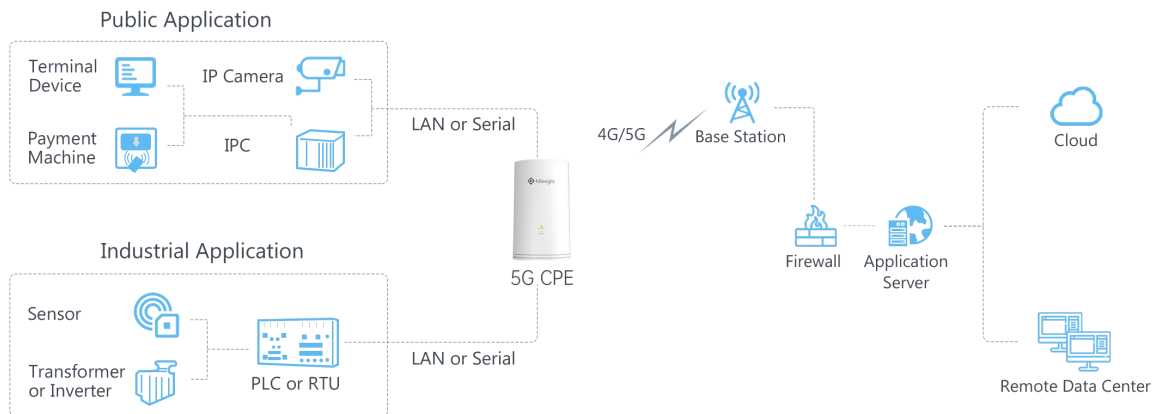 Public Application
Terminal
Device
IP Camera
Payment
Machine
IPC
LAN or Serial
4G/5G
Base Station
Cloud
Milesight
5G CPE
Firewall
Application
Server
Industrial Application
Sensor
Transformer
or Inverter
PLC or RTU
LAN or Serial
Remote Data Center